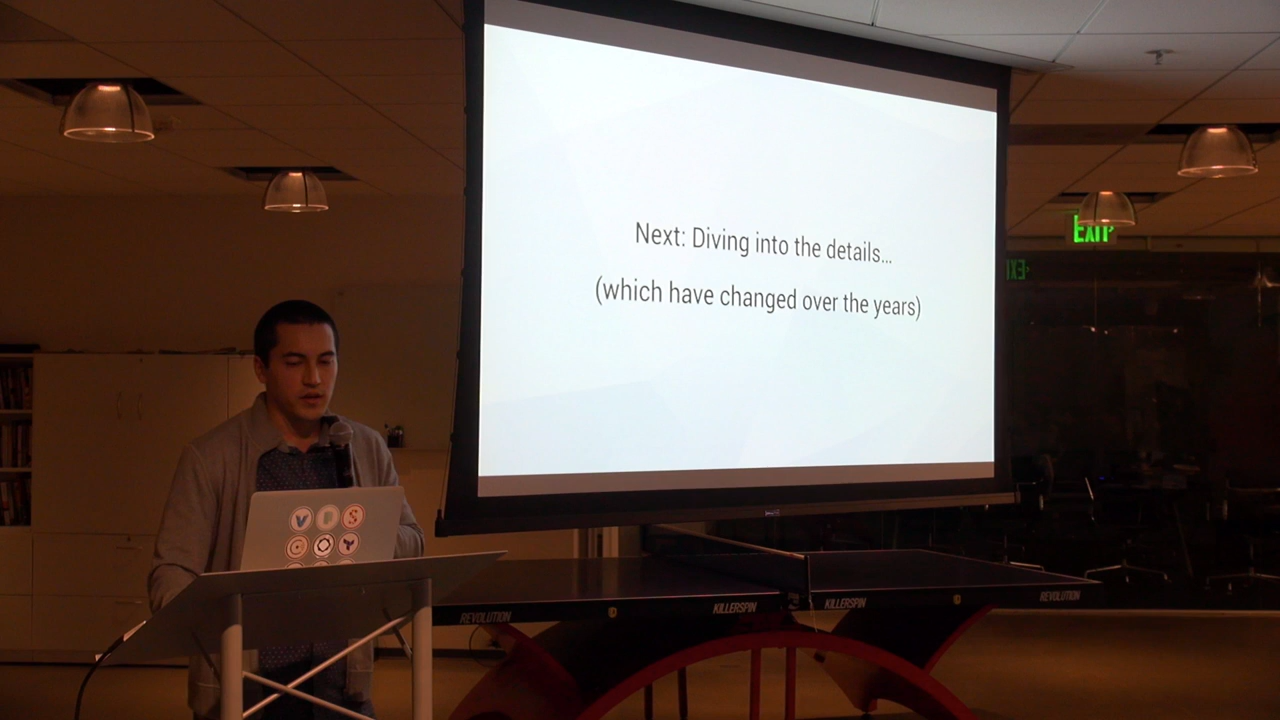 Next: Diving into the details...
(which have changed over the years)
EXIT
EXIT
REVOLUTION
KILLERSPIN
KILLERSPIN
REVOLUTION